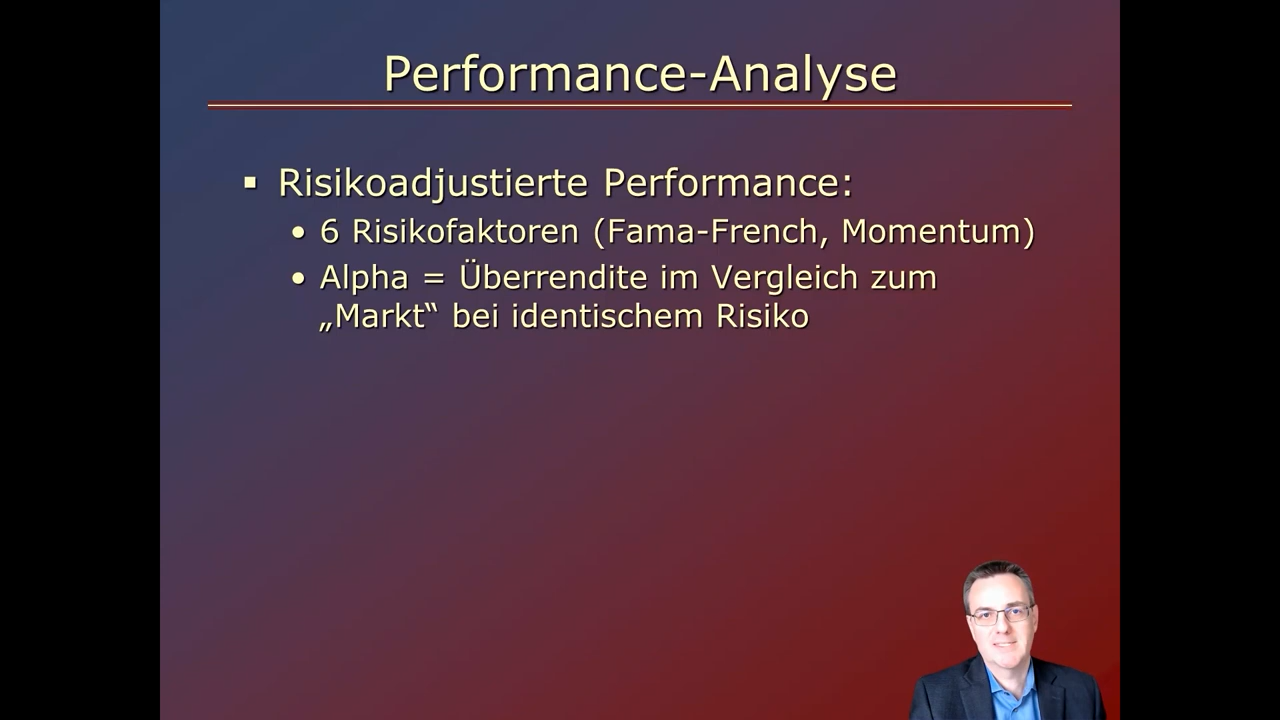 Performance-Analyse
▪ Risikoadjustierte Performance:
• 6 Risikofaktoren (Fama-French, Momentum)
• Alpha = Überrendite im Vergleich zum
„Markt“ bei identischem Risiko